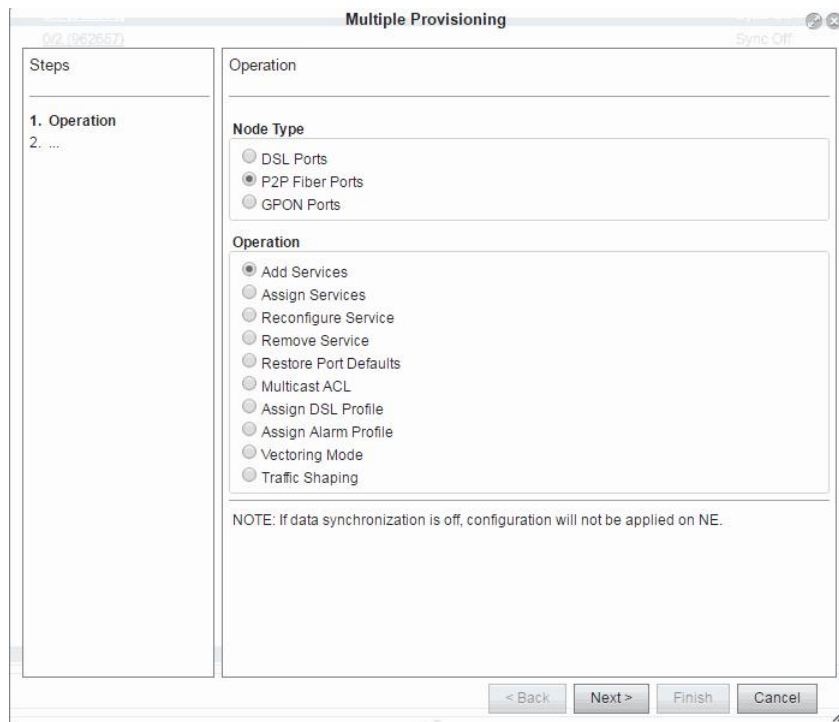 Multiple Provisioning
0/2 (962657)
Sync Off
Steps
1. Operation
2. ...
Operation
Node Type
DSL Ports
P2P Fiber Ports
GPON Ports
Operation
Add Services
Assign Services
Reconfigure Service
Remove Service
Restore Port Defaults
Multicast ACL
Assign DSL Profile
Assign Alarm Profile
Vectoring Mode
Traffic Shaping
NOTE: If data synchronization is off, configuration will not be applied on NE.
< Back
Next >
Finish
Cancel